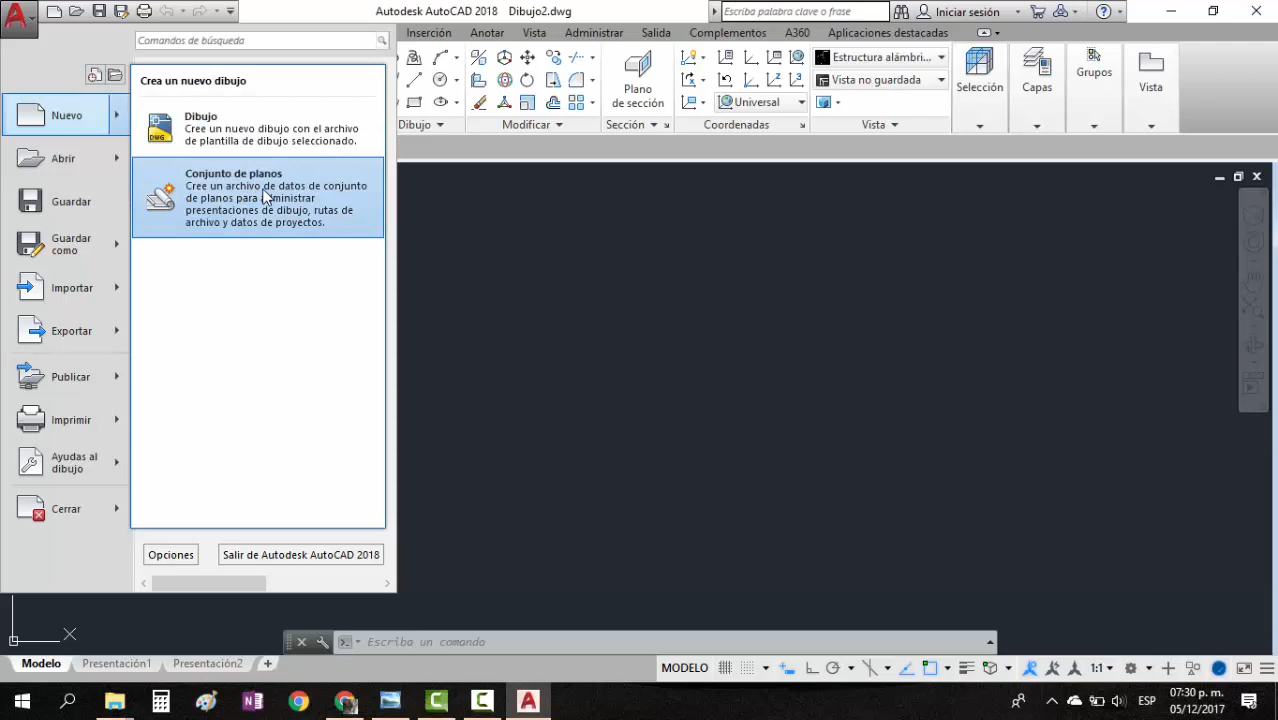 Autodesk AutoCAD 2018 Dibujo2.dwg
Escriba palabra clave o frase
Iniciar sesión
Comandos de búsqueda
Inserción Anotar Vista Administrar Salida Complementos A360 Aplicaciones destacadas
Estructura alámbri...
Vista no guardada
Universal
Plano
de sección
Selección
Grupos
Capas
Vista
Dibujo Modificar Sección Coordenadas Vista
Crea un nuevo dibujo
Dibujo
Cree un nuevo dibujo con el archivo
de plantilla de dibujo seleccionado.
DWG
Conjunto de planos
Cree un archivo de datos de conjunto
de planos para administrar
presentaciones de dibujo, rutas de
archivo y datos de proyectos.
Nuevo
Abrir
Guardar
Guardar
como
Importar
Exportar
Publicar
Imprimir
Ayudas al
dibujo
Cerrar
Opciones
Salir de Autodesk AutoCAD 2018
Escriba un comando
Modelo Presentación1 Presentación2 +
MODELO
1:1
ESP
07:30 p. m.
05/12/2017